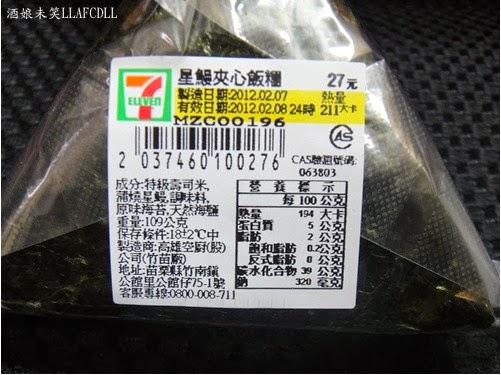 酒娘未笑LLAFCDLL
7
ELEVEN
星鰻夾心飯糰 27元
製造日期:2012.02.07 熱量
有效日期:2012.02.08 24時 211大卡
MZC00196
CAS
2 037460 100276
CAS驗證號碼:
063803
成分:特級壽司米,
蒲燒星鰻,調味料,
原味海苔,天然海鹽
重量:109公克
保存條件:18±2℃中
製造商:高雄空廚(股)
公司(竹苗廠)
地址:苗栗縣竹南鎮
公館里公館仔75-1號
客服專線:0800-008-711
營養標示
每100公克
熱量 194 大卡
蛋白質 5 公克
脂肪 2 公克
飽和脂肪 0.25 公克
反式脂肪 0 公克
碳水化合物 39 公克
鈉 320 毫克